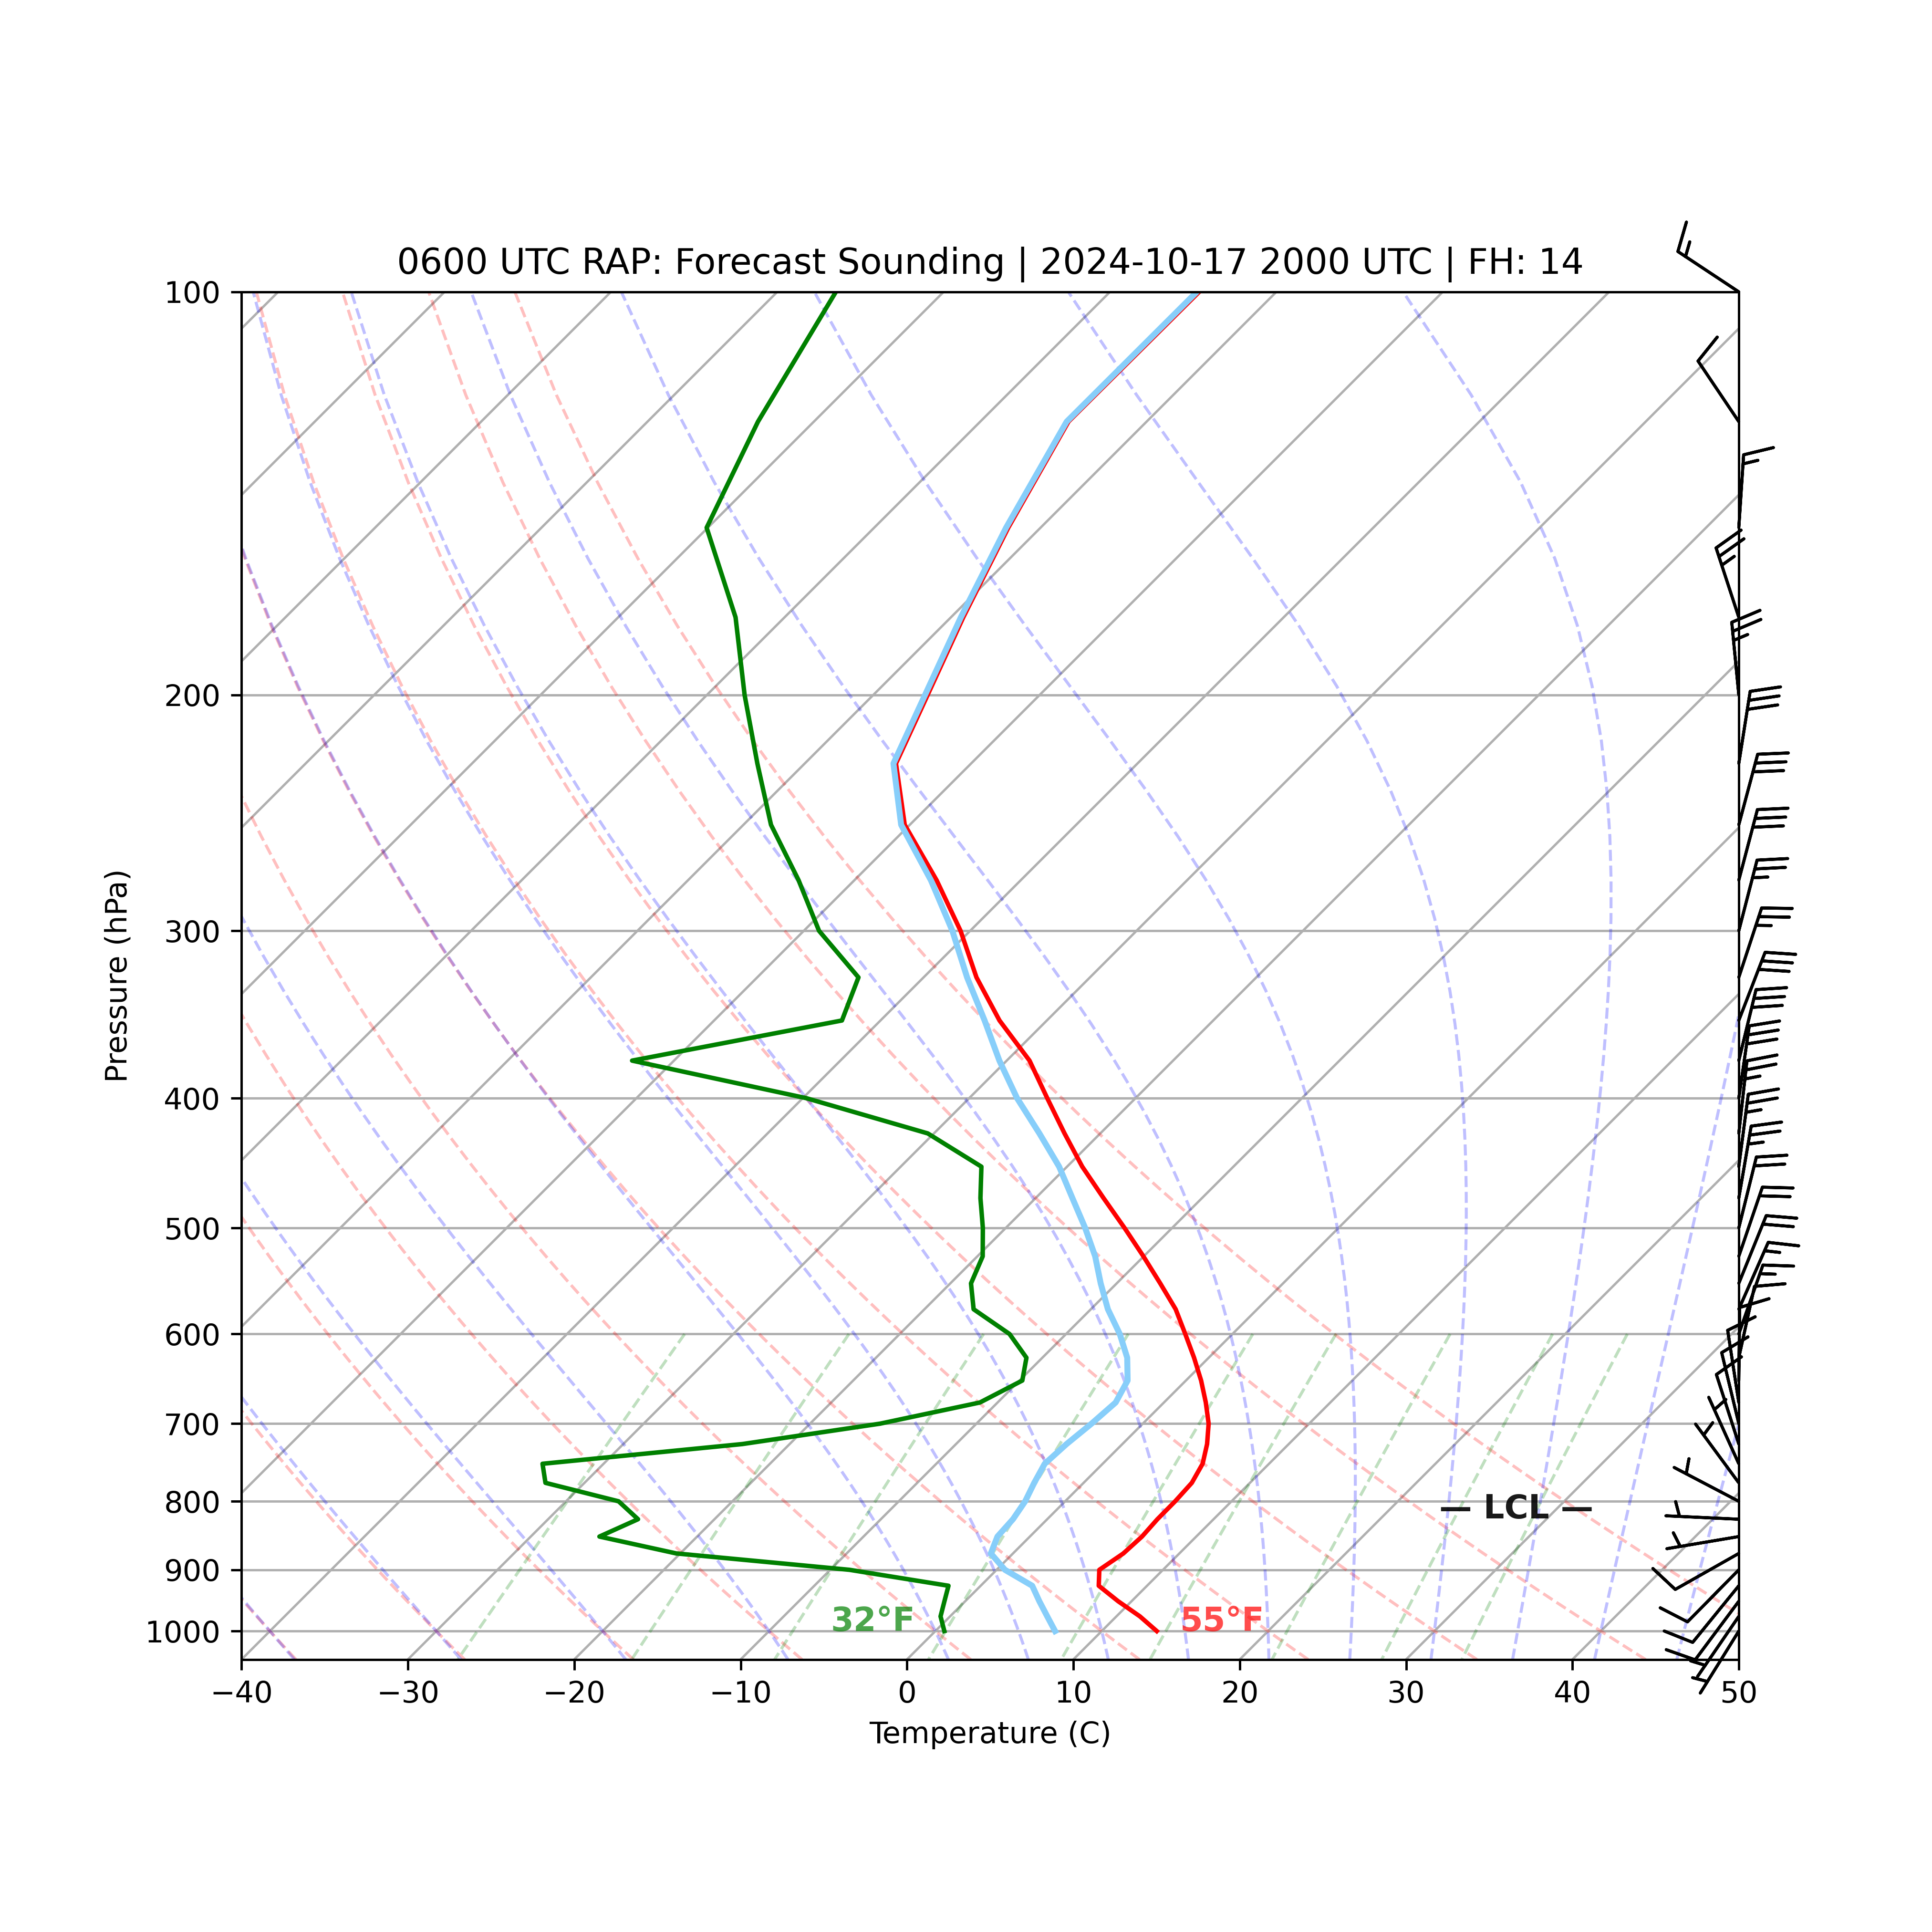 0600 UTC RAP: Forecast Sounding | 2024-10-17 2000 UTC | FH: 14
100
200
300
400
500
600
700
800
900
1000
Pressure (hPa)
— LCL —
32°F
55°F
−40 −30 −20 −10 0 10 20 30 40 50
Temperature (C)